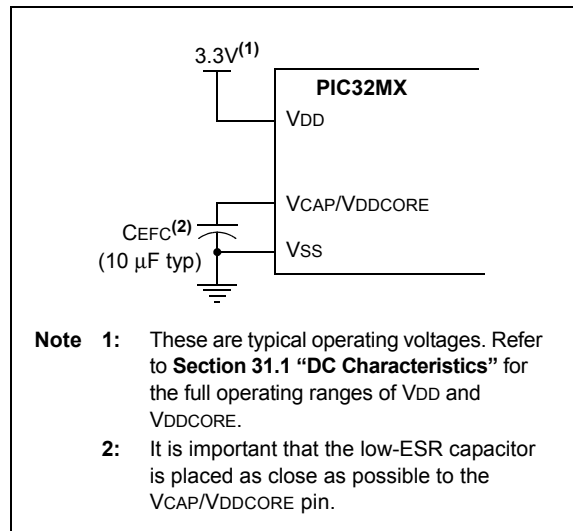 3.3V(1)
PIC32MX
VDD
VCAP/VDDCORE
CEFC(2)
(10 μF typ)
VSS
Note 1: These are typical operating voltages. Refer
to Section 31.1 “DC Characteristics” for
the full operating ranges of VDD and
VDDCORE.
2: It is important that the low-ESR capacitor
is placed as close as possible to the
VCAP/VDDCORE pin.